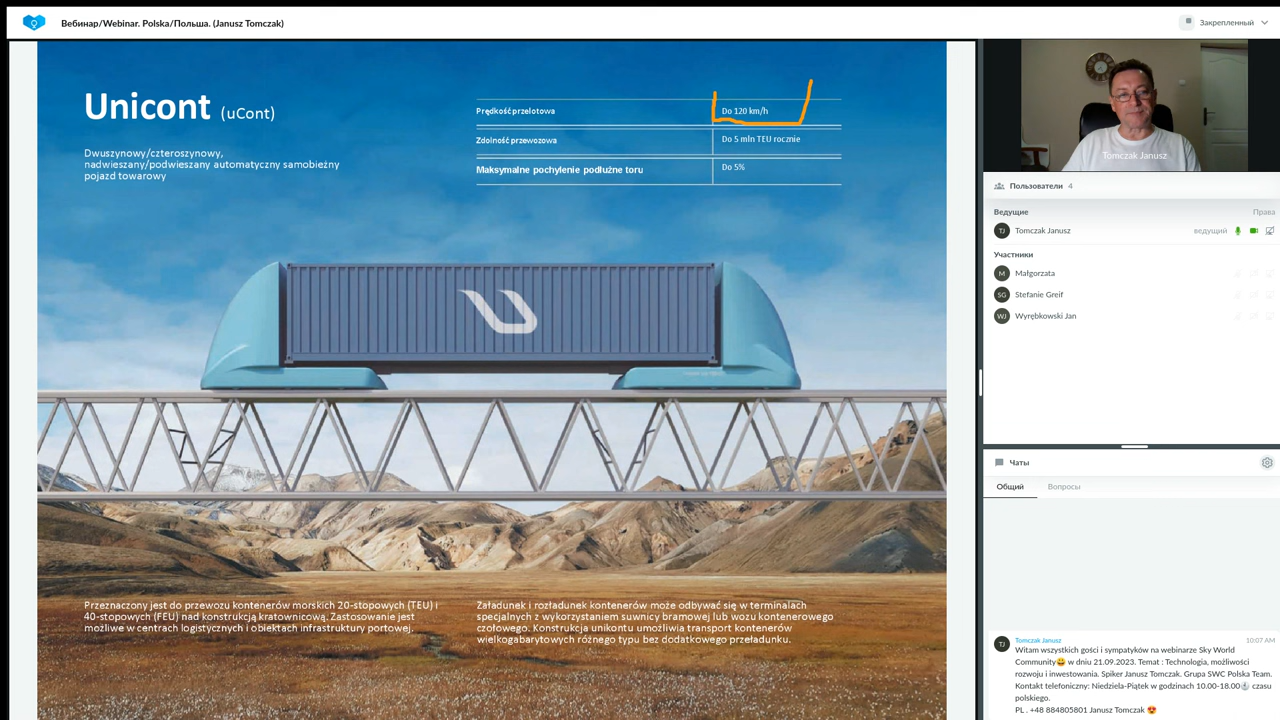 Вебинар/Webinar. Polska/Польша. (Janusz Tomczak)
Закрепленный
Unicont (uCont)
Dwuszynowy/czteroszynowy,
nadwieszany/podwieszany automatyczny samobieżny
pojazd towarowy
Prędkość przelotowa
Do 120 km/h
Zdolność przewozowa
Do 5 mln TEU rocznie
Maksymalne pochylenie podłużne toru
Do 5%
Przeznaczony jest do przewozu kontenerów morskich 20-stopowych (TEU) i
40-stopowych (FEU) nad konstrukcją kratownicową. Zastosowanie jest
możliwe w centrach logistycznych i obiektach infrastruktury portowej.
Załadunek i rozładunek kontenerów może odbywać się w terminalach
specjalnych z wykorzystaniem suwnicy bramowej lub wozu kontenerowego
czołowego. Konstrukcja unikontu umożliwia transport kontenerów
wielkogabarytowych różnego typu bez dodatkowego przeładunku.
Tomczak Janusz
Пользователи 4
Ведущие
Права
TJ Tomczak Janusz ведущий
Участники
M Małgorzata
SG Stefanie Greif
WJ Wyrębkowski Jan
Чаты
Общий
Вопросы
TJ Tomczak Janusz 10:07 AM
Witam wszystkich gości i sympatyków na webinarze Sky World
Community😀 w dniu 21.09.2023. Temat : Technologia, możliwości
rozwoju i inwestowania. Spiker Janusz Tomczak. Grupa SWC Polska Team.
Kontakt telefoniczny: Niedziela-Piątek w godzinach 10.00-18.00 czasu
polskiego.
PL . +48 884805801 Janusz Tomczak 😍